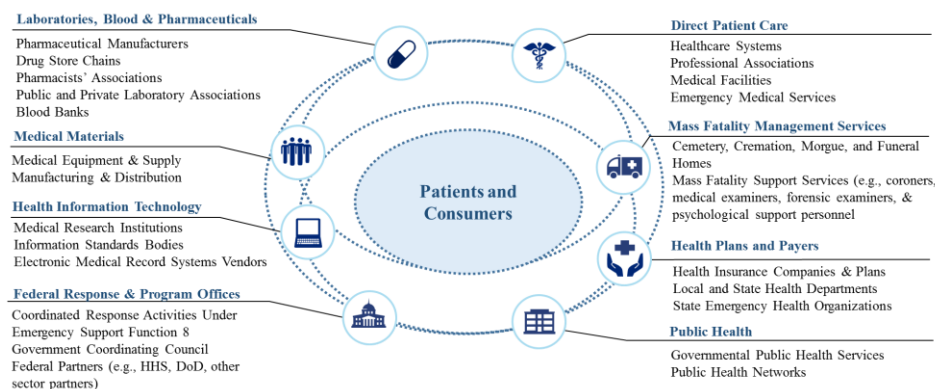 Laboratories, Blood & Pharmaceuticals
Pharmaceutical Manufacturers
Drug Store Chains
Pharmacists' Associations
Public and Private Laboratory Associations
Blood Banks
Medical Materials
Medical Equipment & Supply
Manufacturing & Distribution
Health Information Technology
Medical Research Institutions
Information Standards Bodies
Electronic Medical Record Systems Vendors
Federal Response & Program Offices
Coordinated Response Activities Under
Emergency Support Function 8
Government Coordinating Council
Federal Partners (e.g., HHS, DoD, other
sector partners)
Patients and
Consumers
Direct Patient Care
Healthcare Systems
Professional Associations
Medical Facilities
Emergency Medical Services
Mass Fatality Management Services
Cemetery, Cremation, Morgue, and Funeral
Homes
Mass Fatality Support Services (e.g., coroners,
medical examiners, forensic examiners, &
psychological support personnel
Health Plans and Payers
Health Insurance Companies & Plans
Local and State Health Departments
State Emergency Health Organizations
Public Health
Governmental Public Health Services
Public Health Networks